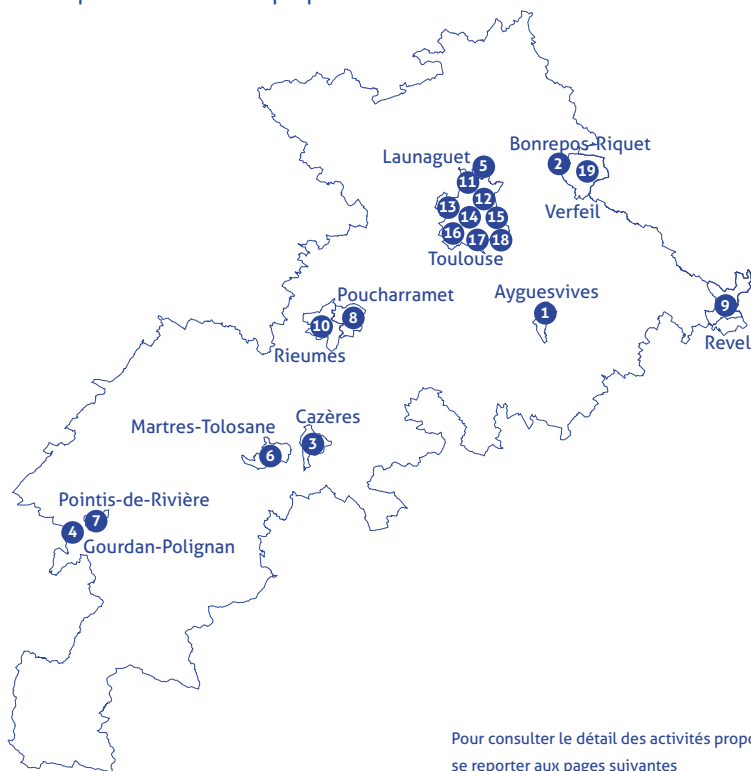 Launaguet
Bonrepos-Riquet
5
2
19
11
12
Verfeil
13
14
15
16
17
18
Toulouse
Poucharramet
Ayguesvives
9
8
1
10
Revel
Rieumes
Cazères
Martres-Tolosane
3
6
Pointis-de-Rivière
7
4
Gourdan-Polignan
Pour consulter le détail des activités propo
se reporter aux pages suivantes